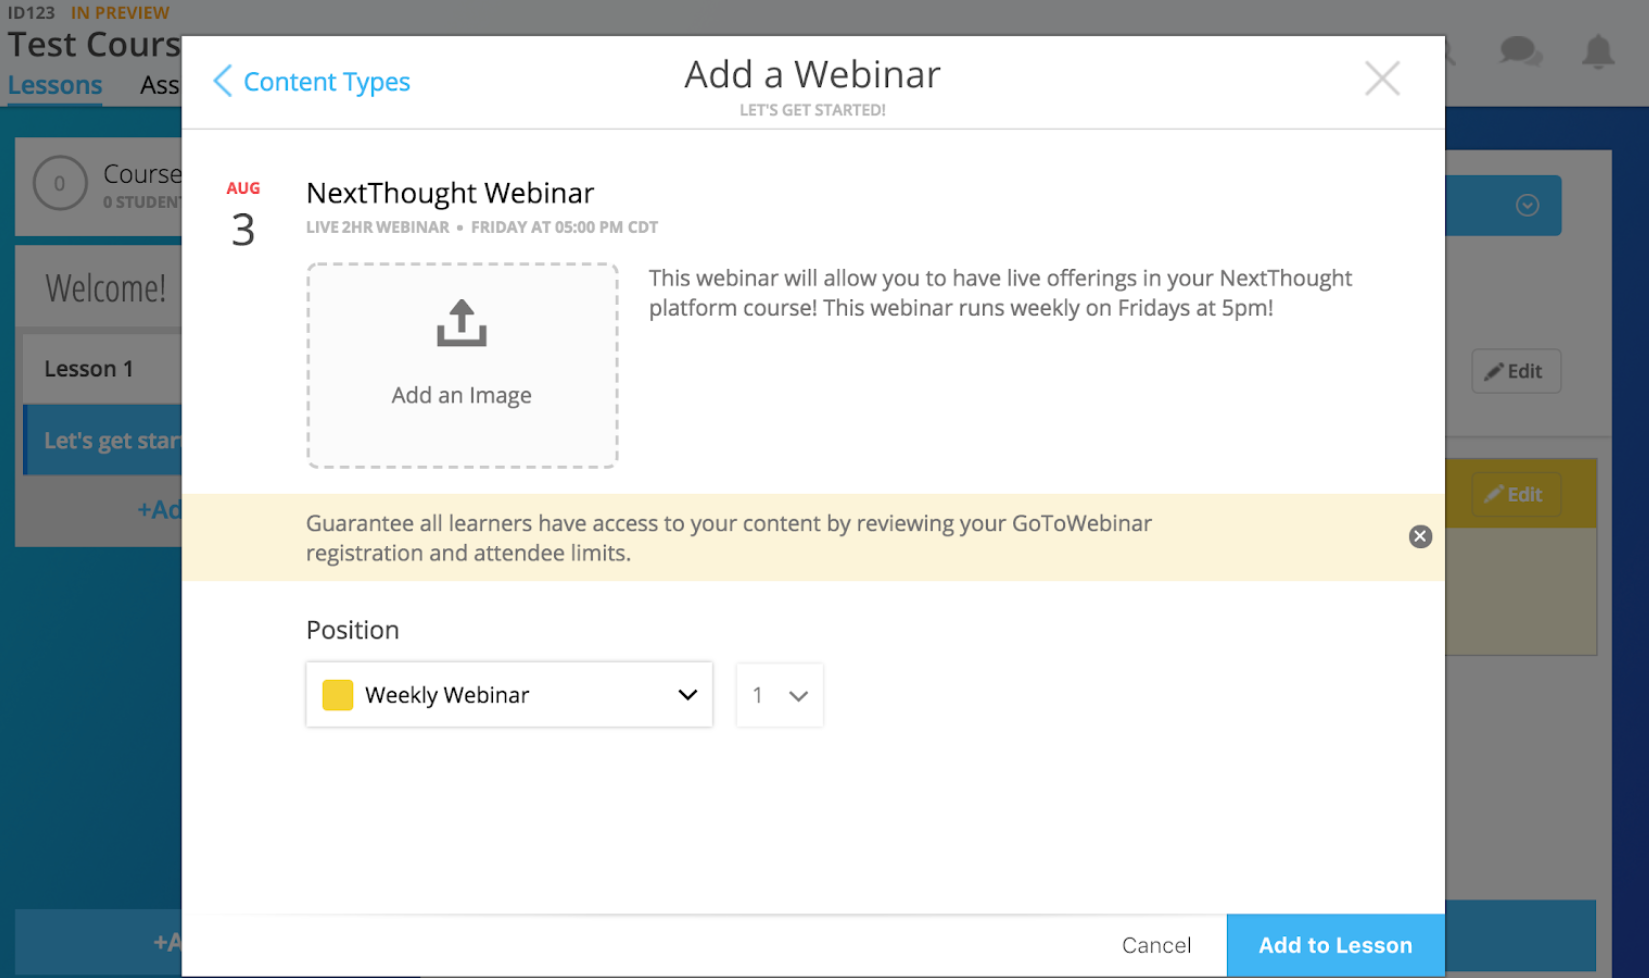 ID123 IN PREVIEW
Test Cours
Lessons Ass
Content Types
Add a Webinar
LET'S GET STARTED!
0
Course
0 STUDENT
Welcome!
Lesson 1
Let's get star
+Ad
AUG
3
NextThought Webinar
LIVE 2HR WEBINAR • FRIDAY AT 05:00 PM CDT
Add an Image
This webinar will allow you to have live offerings in your NextThought
platform course! This webinar runs weekly on Fridays at 5pm!
Edit
Edit
Guarantee all learners have access to your content by reviewing your GoToWebinar
registration and attendee limits.
Position
Weekly Webinar
1
+A
Cancel
Add to Lesson